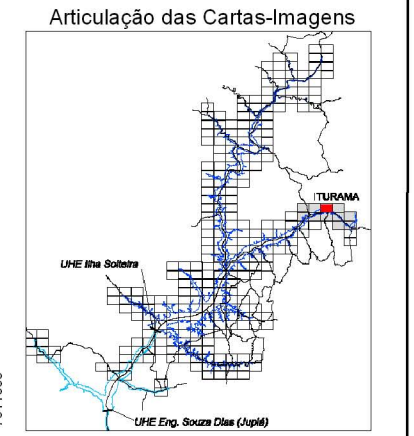 Articulação das Cartas-Imagens
ITURAMA
UHE Ilha Solteira
UHE Eng. Souza Dias (Jupiá)